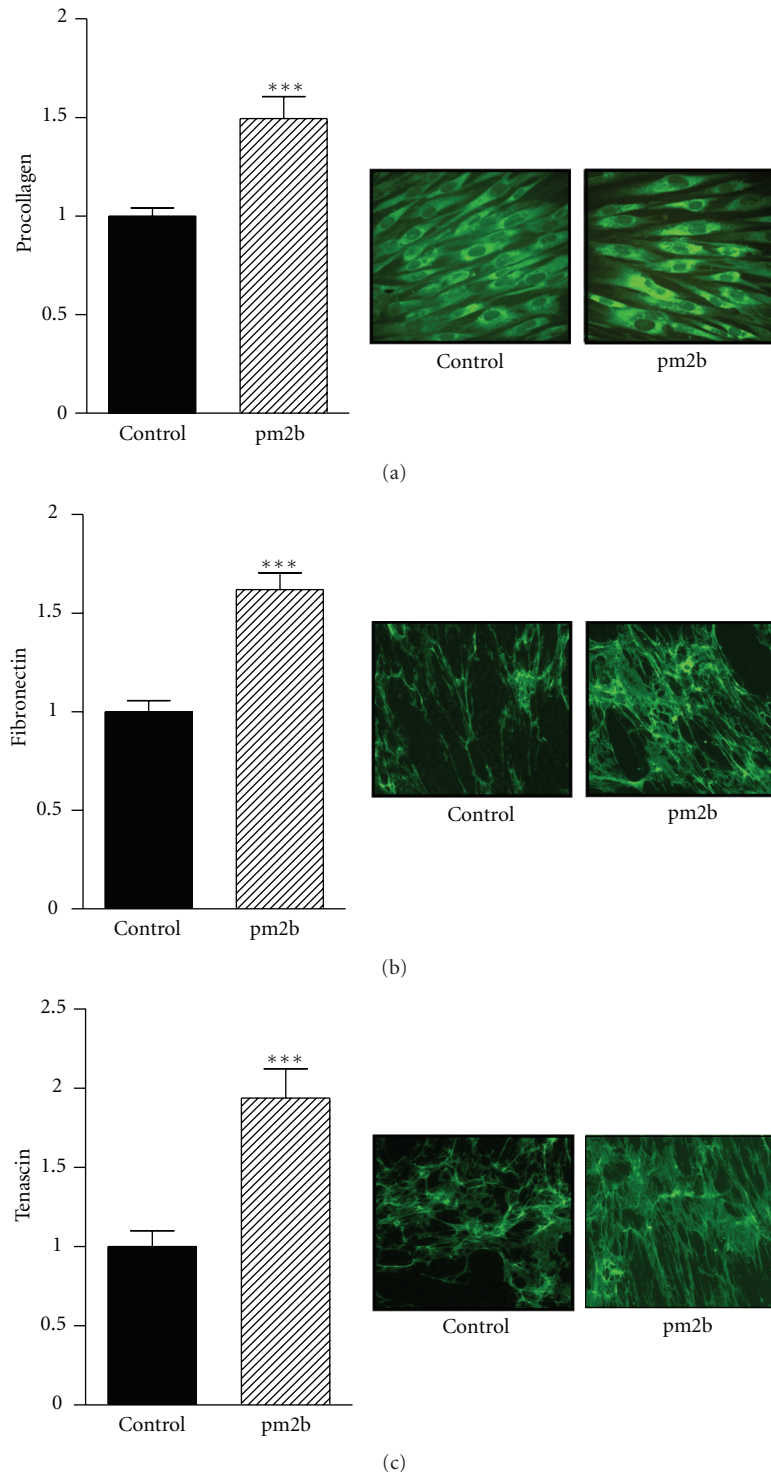 2
***
1.5
Procollagen
1
0.5
0
Control
pm2b
Control
pm2b
(a)
2
***
1.5
Fibronectin
1
0.5
0
Control
pm2b
Control
pm2b
(b)
2.5
***
2
1.5
Tenascin
1
0.5
0
Control
pm2b
Control
pm2b
(c)